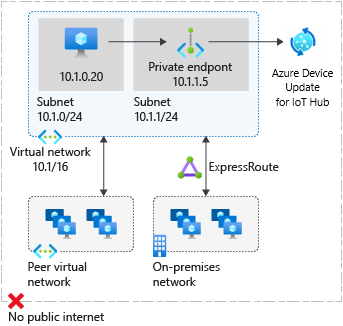 10.1.0.20
Private endpoint
10.1.1.5
Subnet
10.1.0/24
Subnet
10.1.1/24
Azure Device
Update
for IoT Hub
Virtual network
10.1/16
ExpressRoute
Peer virtual
network
On-premises
network
No public internet